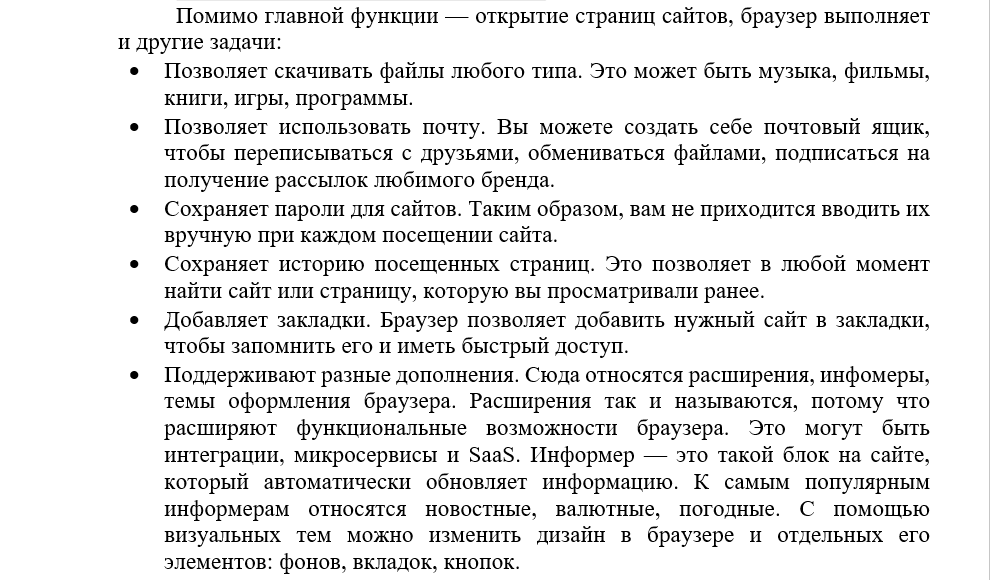 Помимо главной функции — открытие страниц сайтов, браузер выполняет
и другие задачи:
• Позволяет скачивать файлы любого типа. Это может быть музыка, фильмы,
книги, игры, программы.
• Позволяет использовать почту. Вы можете создать себе почтовый ящик,
чтобы переписываться с друзьями, обмениваться файлами, подписаться на
получение рассылок любимого бренда.
• Сохраняет пароли для сайтов. Таким образом, вам не приходится вводить их
вручную при каждом посещении сайта.
• Сохраняет историю посещенных страниц. Это позволяет в любой момент
найти сайт или страницу, которую вы просматривали ранее.
• Добавляет закладки. Браузер позволяет добавить нужный сайт в закладки,
чтобы запомнить его и иметь быстрый доступ.
• Поддерживают разные дополнения. Сюда относятся расширения, инфомеры,
темы оформления браузера. Расширения так и называются, потому что
расширяют функциональные возможности браузера. Это могут быть
интеграции, микросервисы и SaaS. Информер — это такой блок на сайте,
который автоматически обновляет информацию. К самым популярным
информерам относятся новостные, валютные, погодные. С помощью
визуальных тем можно изменить дизайн в браузере и отдельных его
элементов: фонов, вкладок, кнопок.